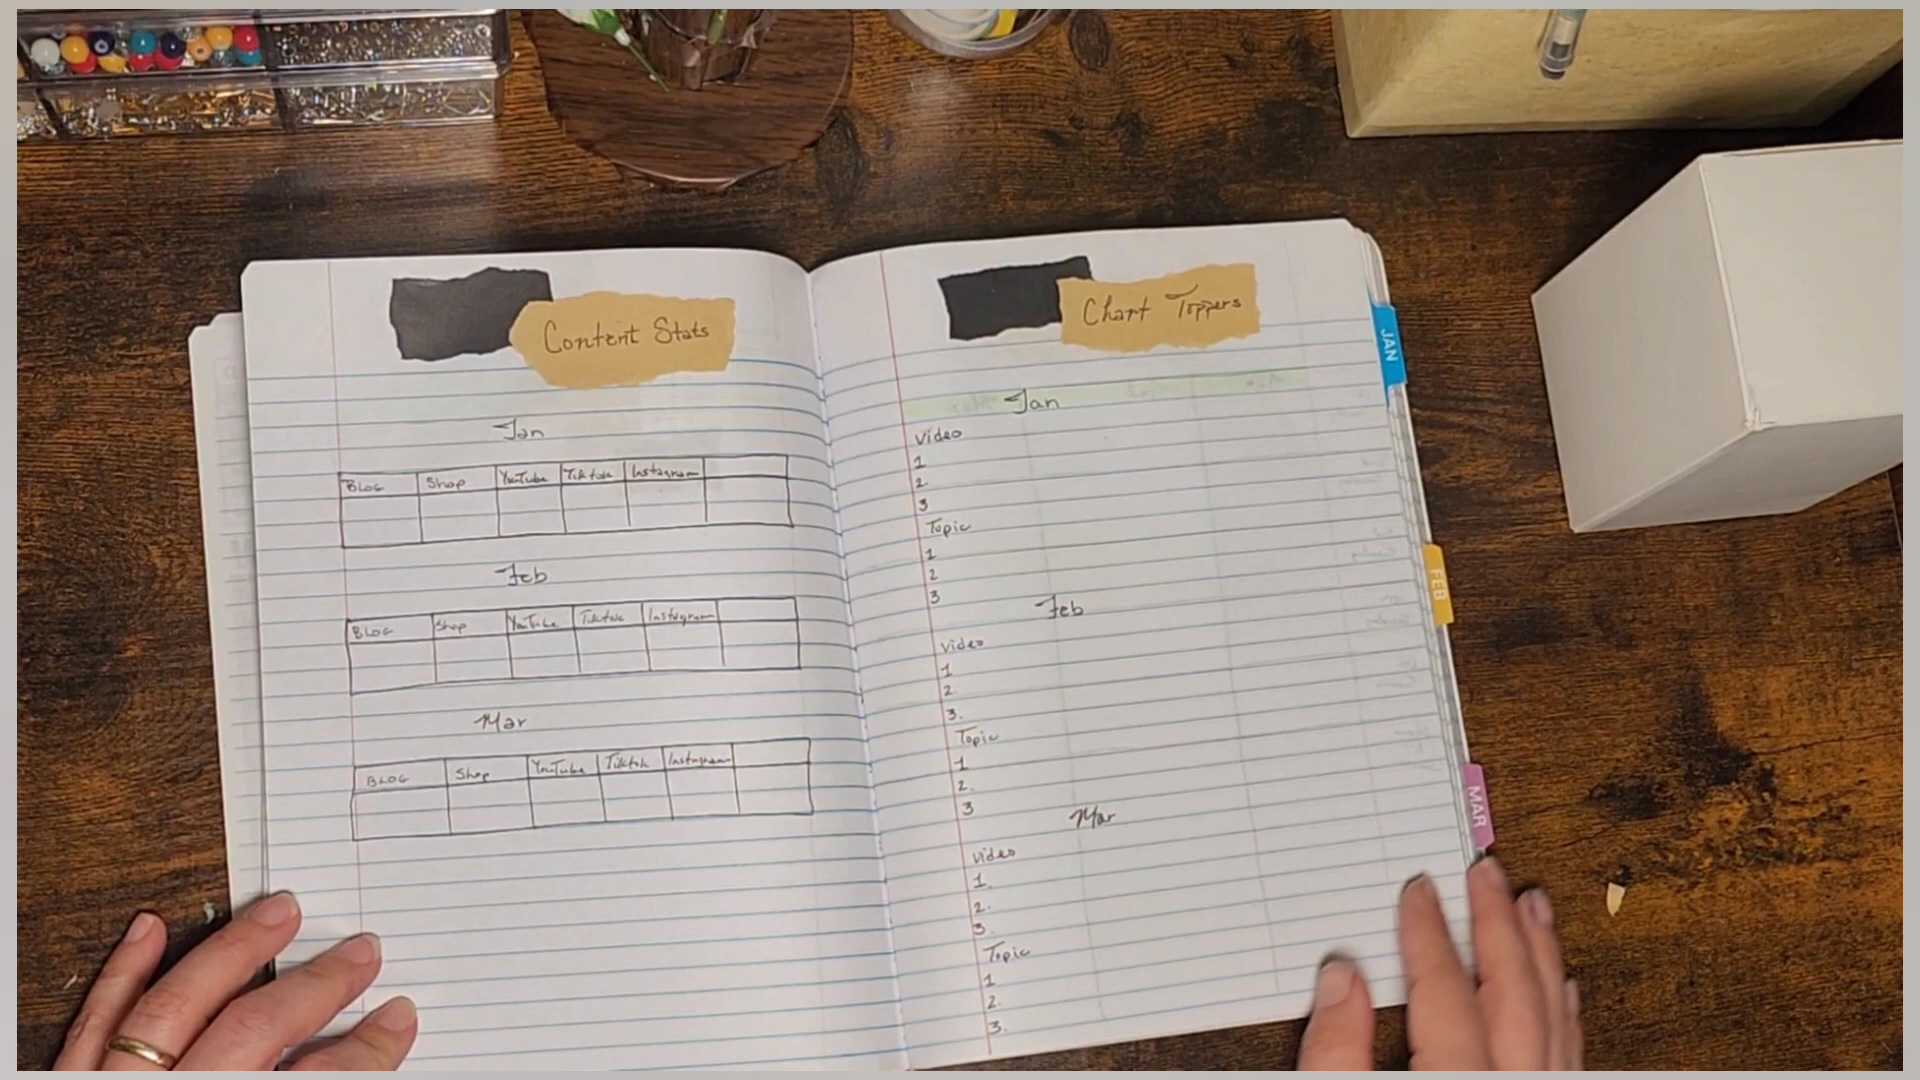 Content Stats
Jan
Blog Shop YouTube Tiktok Instagram
Feb
Blog Shop YouTube Tiktok Instagram
Mar
Blog Shop YouTube Tiktok Instagram
Chart Toppers
Jan
Video
1
2.
3
Topic
1
2
3
Feb
Video
1
2.
3.
Topic
1
2.
3
Mar
Video
1.
2.
3.
Topic
1
2.
3.
JAN
FEB
MAR